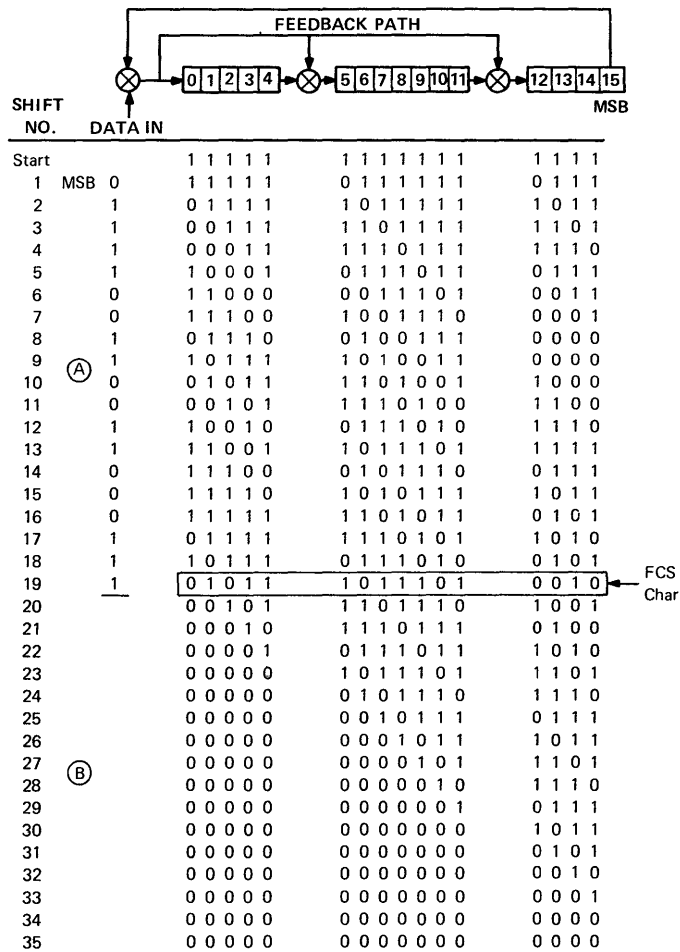 FEEDBACK PATH
0 1 2 3 4 5 6 7 8 9 10 11 12 13 14 15
MSB
SHIFT
NO. DATA IN
Start 1 1 1 1 1 1 1 1 1 1 1 1 1 1 1 1
1 MSB 0 1 1 1 1 1 0 1 1 1 1 1 1 0 1 1 1
2 1 0 1 1 1 1 1 0 1 1 1 1 1 1 0 1 1
3 1 0 0 1 1 1 1 1 0 1 1 1 1 1 1 0 1
4 1 0 0 0 1 1 1 1 1 0 1 1 1 1 1 1 0
5 1 1 0 0 0 1 0 1 1 1 0 1 1 0 1 1 1
6 0 1 1 0 0 0 0 0 1 1 1 0 1 0 0 1 1
7 0 1 1 1 0 0 1 0 0 1 1 1 0 0 0 0 1
8 1 0 1 1 1 0 0 1 0 0 1 1 1 0 0 0 0
9 1 1 0 1 1 1 1 0 1 0 0 1 1 0 0 0 0
A
10 0 0 1 0 1 1 1 1 0 1 0 0 1 1 0 0 0
11 0 0 0 1 0 1 1 1 1 0 1 0 0 1 1 0 0
12 1 1 0 0 1 0 0 1 1 1 0 1 0 1 1 1 0
13 1 1 1 0 0 1 1 0 1 1 1 0 1 1 1 1 1
14 0 1 1 1 0 0 0 1 0 1 1 1 0 0 1 1 1
15 0 1 1 1 1 0 1 0 1 0 1 1 1 1 0 1 1
16 0 1 1 1 1 1 1 1 0 1 0 1 1 0 1 0 1
17 1 0 1 1 1 1 1 1 1 0 1 0 1 1 0 1 0
18 1 1 0 1 1 1 0 1 1 1 0 1 0 0 1 0 1
19 1 0 1 0 1 1 1 0 1 1 1 0 1 0 0 1 0
FCS
Char
20 0 0 1 0 1 1 1 0 1 1 1 0 1 0 0 1
21 0 0 0 1 0 1 1 1 0 1 1 1 0 1 0 0
22 0 0 0 0 1 0 1 1 1 0 1 1 1 0 1 0
23 0 0 0 0 0 1 0 1 1 1 0 1 1 1 0 1
24 0 0 0 0 0 0 1 0 1 1 1 0 1 1 1 0
25 0 0 0 0 0 0 0 1 0 1 1 1 0 1 1 1
26 0 0 0 0 0 0 0 0 1 0 1 1 1 0 1 1
27 0 0 0 0 0 0 0 0 0 1 0 1 1 1 0 1
B
28 0 0 0 0 0 0 0 0 0 0 1 0 1 1 1 0
29 0 0 0 0 0 0 0 0 0 0 0 1 0 1 1 1
30 0 0 0 0 0 0 0 0 0 0 0 0 1 0 1 1
31 0 0 0 0 0 0 0 0 0 0 0 0 0 1 0 1
32 0 0 0 0 0 0 0 0 0 0 0 0 0 0 1 0
33 0 0 0 0 0 0 0 0 0 0 0 0 0 0 0 1
34 0 0 0 0 0 0 0 0 0 0 0 0 0 0 0 0
35 0 0 0 0 0 0 0 0 0 0 0 0 0 0 0 0